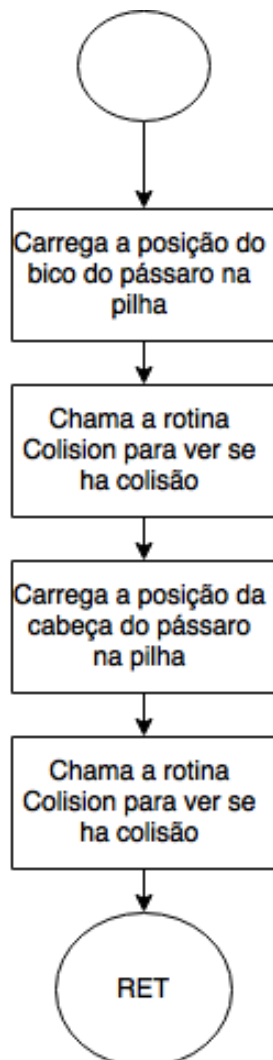 Carrega a posição do
bico do pássaro na
pilha
Chama a rotina
Colision para ver se
ha colisão
Carrega a posição da
cabeça do pássaro
na pilha
Chama a rotina
Colision para ver se
ha colisão
RET